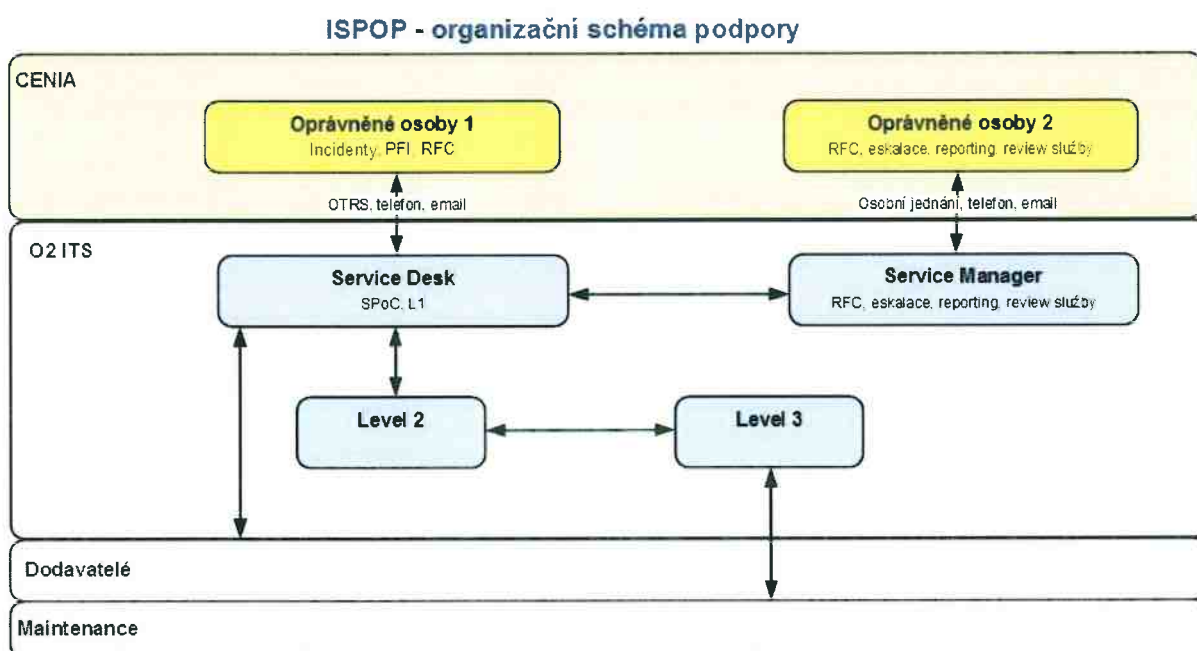 ISPOP - organizační schéma podpory
CENIA
Oprávněné osoby 1
Incidenty, PFI, RFC
Oprávněné osoby 2
RFC, eskalace, reporting, review služby
OTRS, telefon, email
Osobní jednání, telefon, email
O2 ITS
Service Desk
SPoC, L1
Service Manager
RFC, eskalace, reporting, review služby
Level 2
Level 3
Dodavatelé
Maintenance